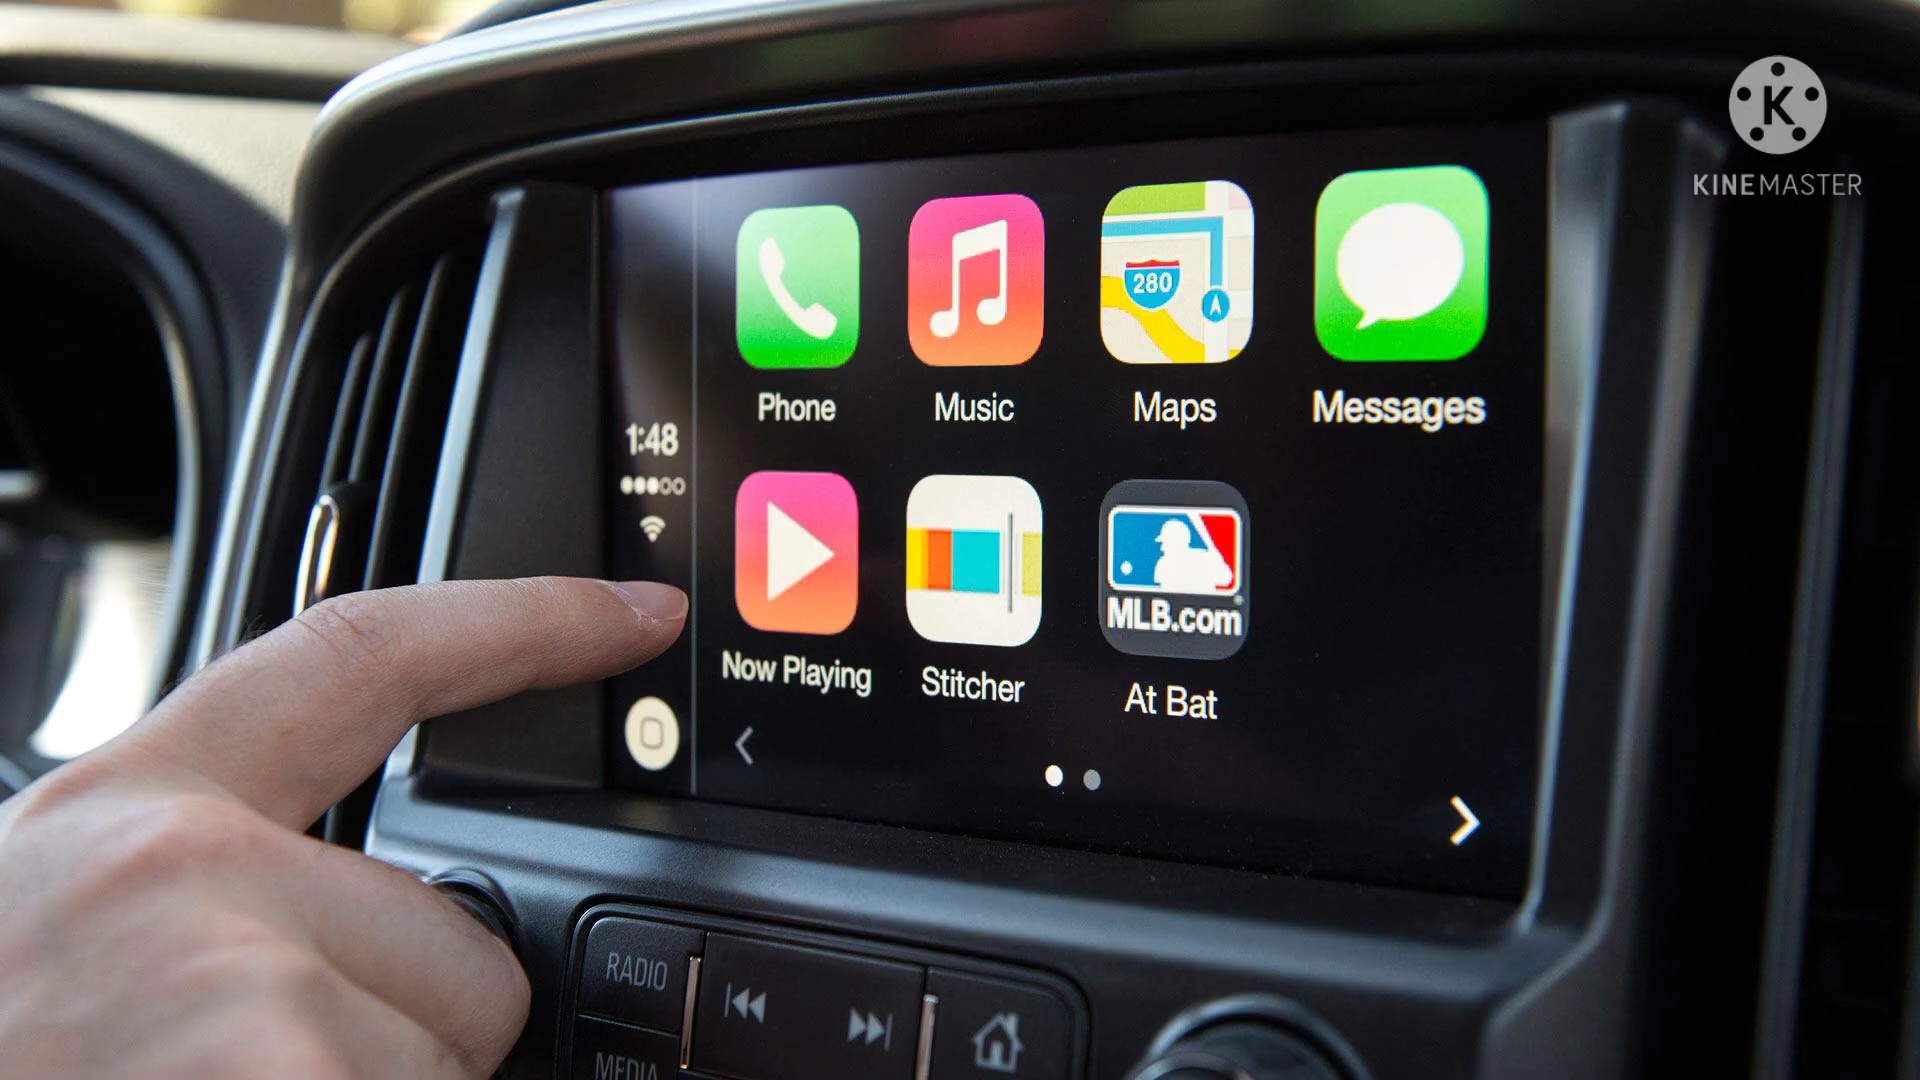 K
KINEMASTER
280
Phone
Music
Maps
Messages
1:48
MLB.com
Now Playing
Stitcher
At Bat
RADIO
MEDIA